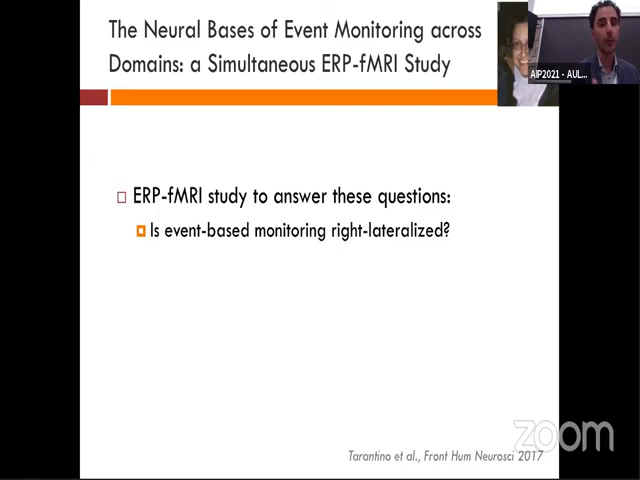 The Neural Bases of Event Monitoring across
Domains: a Simultaneous ERP-fMRI Study
AIP2021 - AUL...
ERP-fMRI study to answer these questions:
Is event-based monitoring right-lateralized?
zoom
Tarantino et al., Front Hum Neurosci 2017